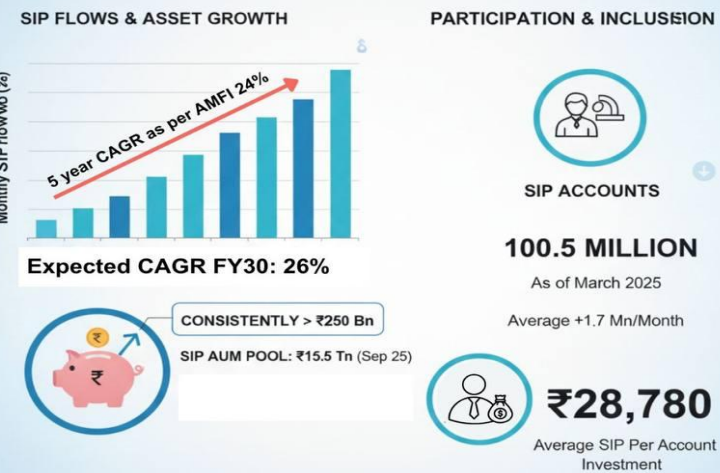 SIP FLOWS & ASSET GROWTH
5 year CAGR as per AMFI 24%
Monthly SIP
Expected CAGR FY30: 26%
₹
₹
CONSISTENTLY > ₹250 Bn
SIP AUM POOL: ₹15.5 Tn (Sep 25)
PARTICIPATION &
SIP ACCOUNTS
100.5 MILLION
As of March 2025
Average +1.7 Mn/Month
₹28,780
Average SIP Per Account
Investment